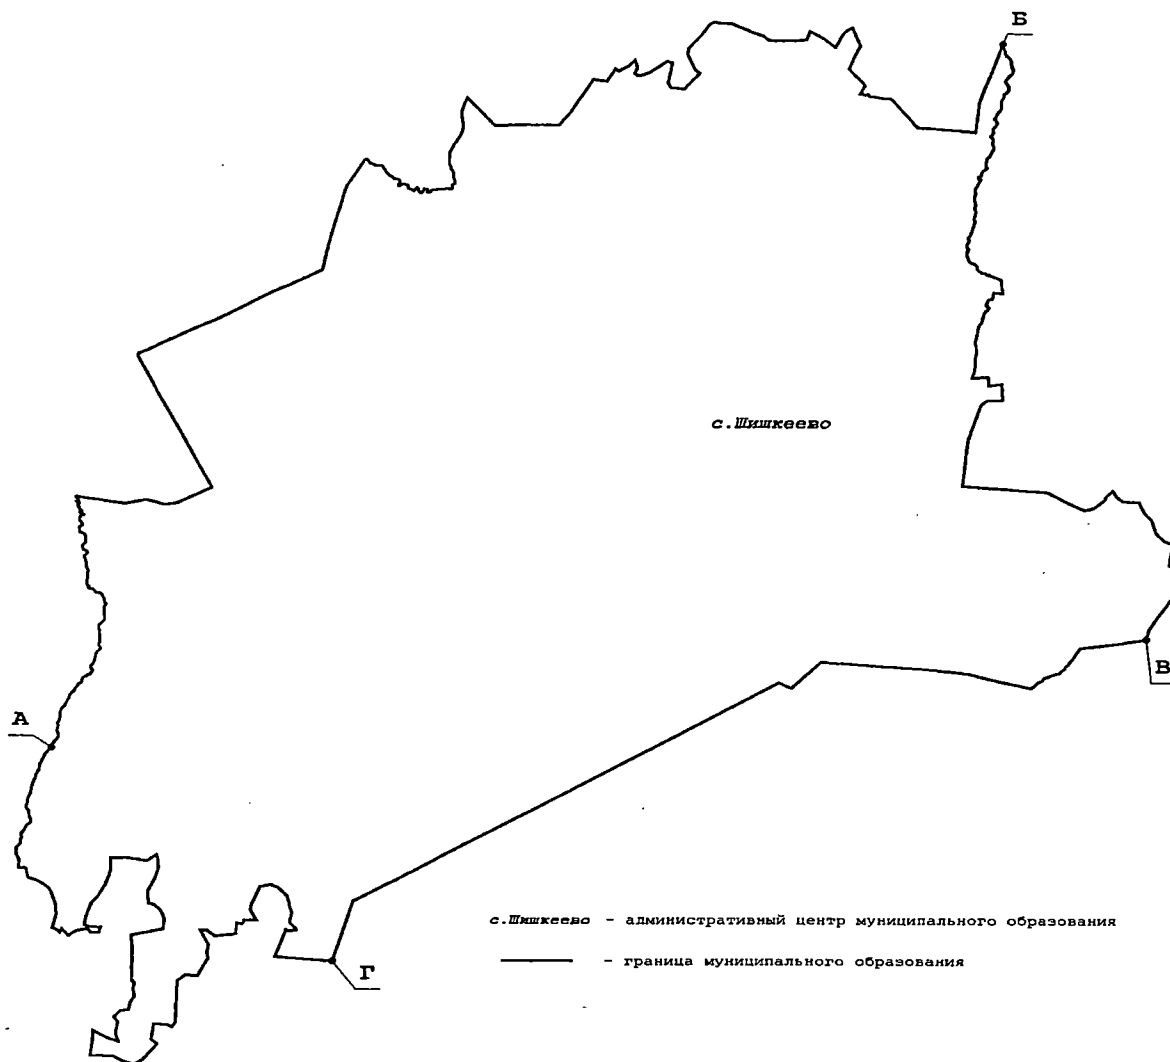 Б
с.Шишкеево
В
А
с.Шишкеево - административный центр муниципального образования
- граница муниципального образования
Г